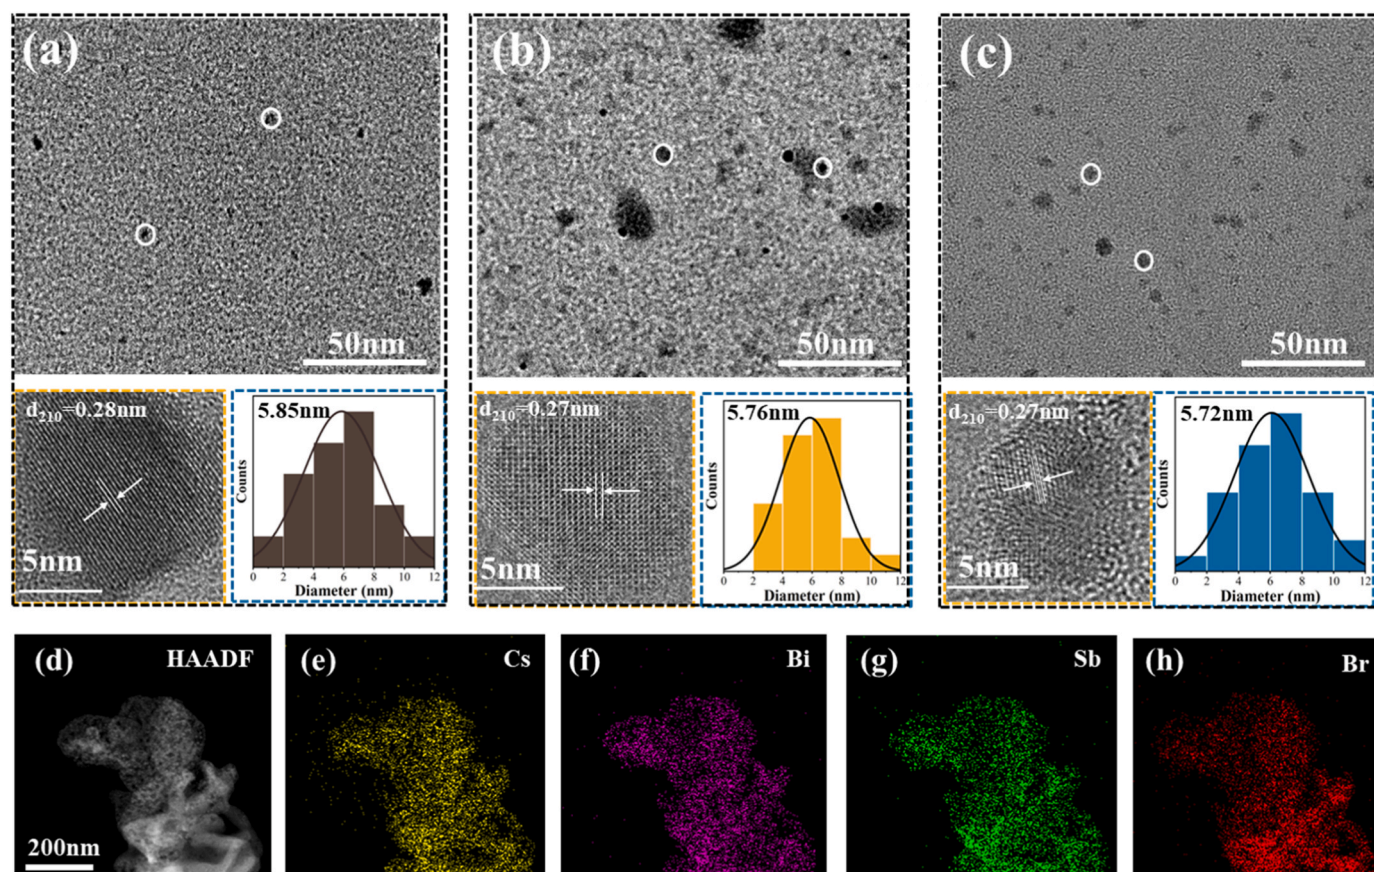 (a)
50nm
(b)
50nm
(c)
50nm
d210=0.28nm
5nm
5.85nm
Counts
0 2 4 6 8 10 12
Diameter (nm)
d210=0.27nm
5nm
5.76nm
Counts
0 2 4 6 8 10 12
Diameter (nm)
d210=0.27nm
5nm
5.72nm
Counts
0 2 4 6 8 10 12
Diameter (nm)
(d) HAADF
200nm
(e) Cs
(f) Bi
(g) Sb
(h) Br